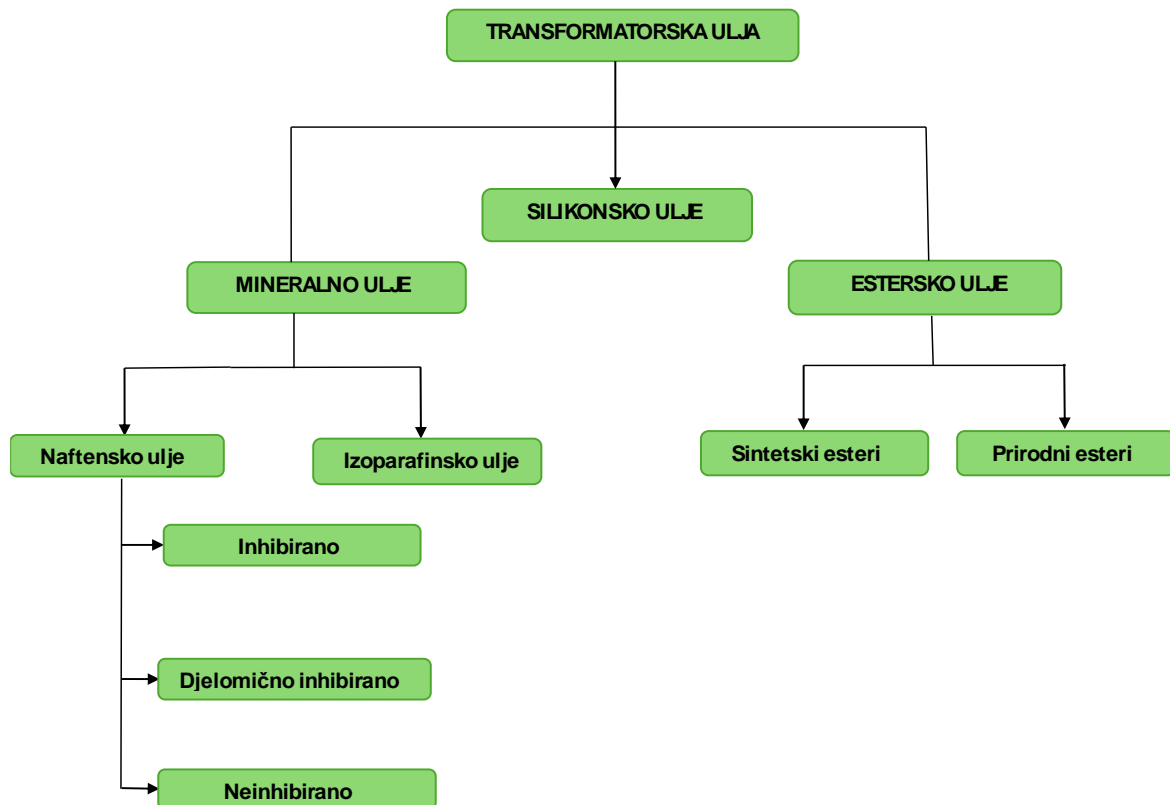 TRANSFORMATORSKA ULJA
SILIKONSKO ULJE
MINERALNO ULJE
ESTERSKO ULJE
Naftensko ulje
Izoparafinsko ulje
Sintetski esteri
Prirodni esteri
Inhibirano
Djelomično inhibirano
Neinhibirano